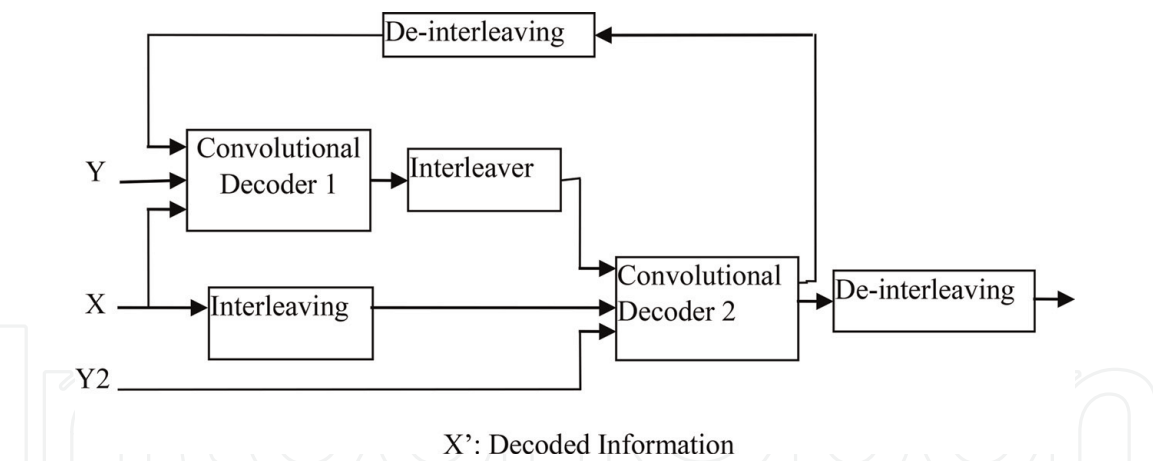 De-interleaving
Convolutional
Decoder 1
Y
Interleaver
Convolutional
Decoder 2
De-interleaving
X
Interleaving
Y2
X’: Decoded Information